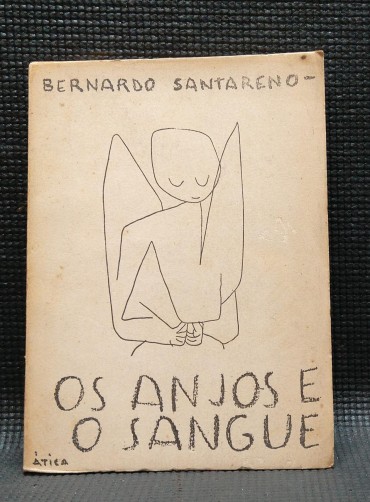 BERNARDO SANTARENO-
OS ANJOS E
O SANGUE
ÁTICA